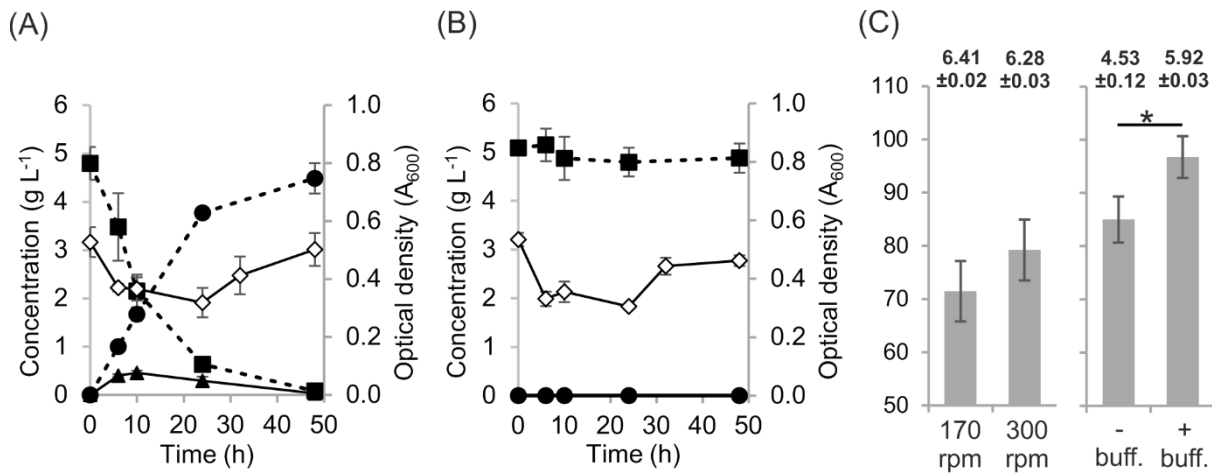 (A)
Concentration (g L⁻¹)
6
5
4
3
2
1
0
1.0
0.8
0.6
0.4
0.2
0.0
Optical density (A₆₀₀)
0 10 20 30 40 50
Time (h)
(B)
Concentration (g L⁻¹)
6
5
4
3
2
1
0
1.0
0.8
0.6
0.4
0.2
0.0
Optical density (A₆₀₀)
0 10 20 30 40 50
Time (h)
(C)
6.41 6.28 4.53 5.92
±0.02 ±0.03 ±0.12 ±0.03
110
100
90
80
70
60
50
*
170 300 - +
rpm rpm buff. buff.